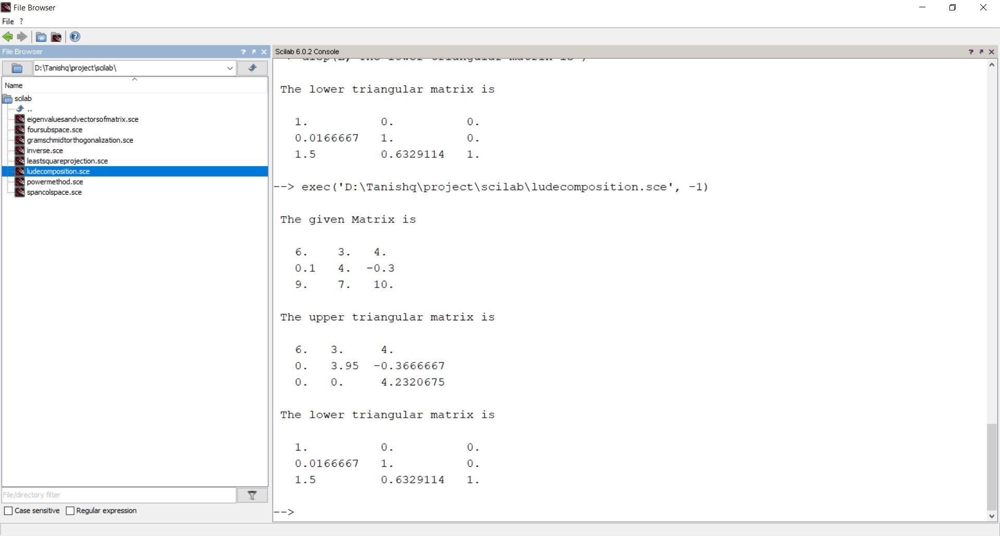 File Browser
File ?
File Browser
D:\Tanishq\project\scilab\
Name
scilab
..
eigenvaluesandvectorsofmatrix.sce
foursubspace.sce
gramschmidtorthogonalization.sce
inverse.sce
leastsquareprojection.sce
ludecomposition.sce
powermethod.sce
spancolspace.sce
File/directory filter
Case sensitive Regular expression
Scilab 6.0.2 Console
The lower triangular matrix is
1. 0. 0.
0.0166667 1. 0.
1.5 0.6329114 1.
--> exec('D:\Tanishq\project\scilab\ludecomposition.sce', -1)
The given Matrix is
6. 3. 4.
0.1 4. -0.3
9. 7. 10.
The upper triangular matrix is
6. 3. 4.
0. 3.95 -0.3666667
0. 0. 4.2320675
The lower triangular matrix is
1. 0. 0.
0.0166667 1. 0.
1.5 0.6329114 1.
-->